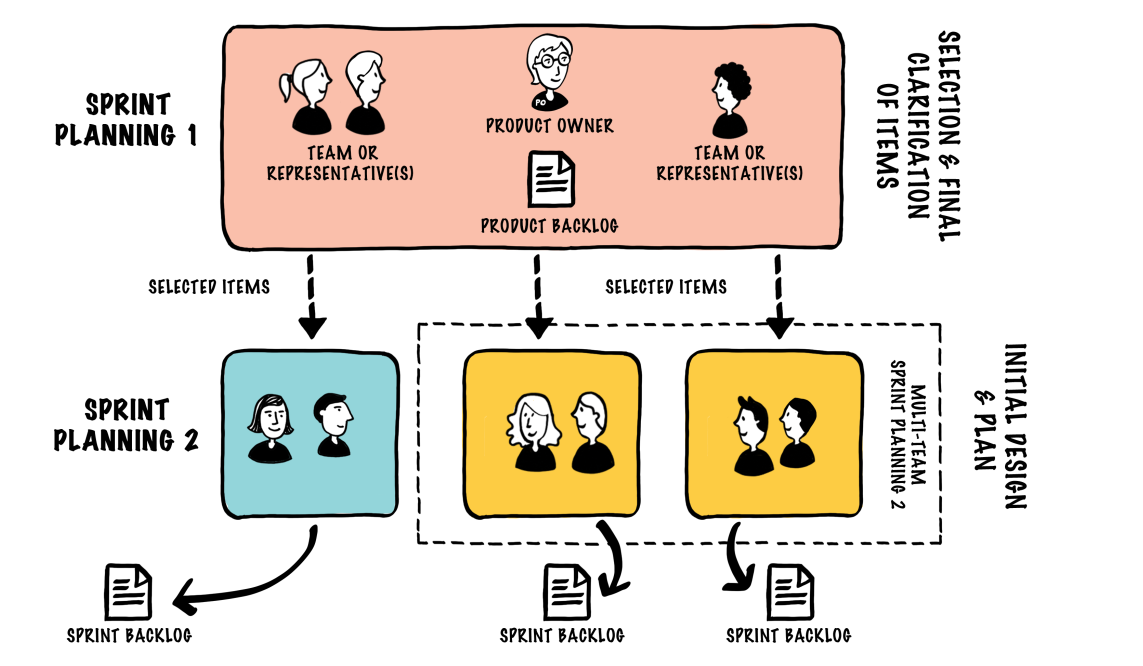 SPRINT
PLANNING 1
PO
PRODUCT OWNER
TEAM OR
REPRESENTATIVE(S)
TEAM OR
REPRESENTATIVE(S)
PRODUCT BACKLOG
SELECTION & FINAL
CLARIFICATION
OF ITEMS
SELECTED ITEMS
SELECTED ITEMS
SPRINT
PLANNING 2
MULTI-TEAM
SPRINT PLANNING 2
INITIAL DESIGN
& PLAN
SPRINT BACKLOG
SPRINT BACKLOG
SPRINT BACKLOG